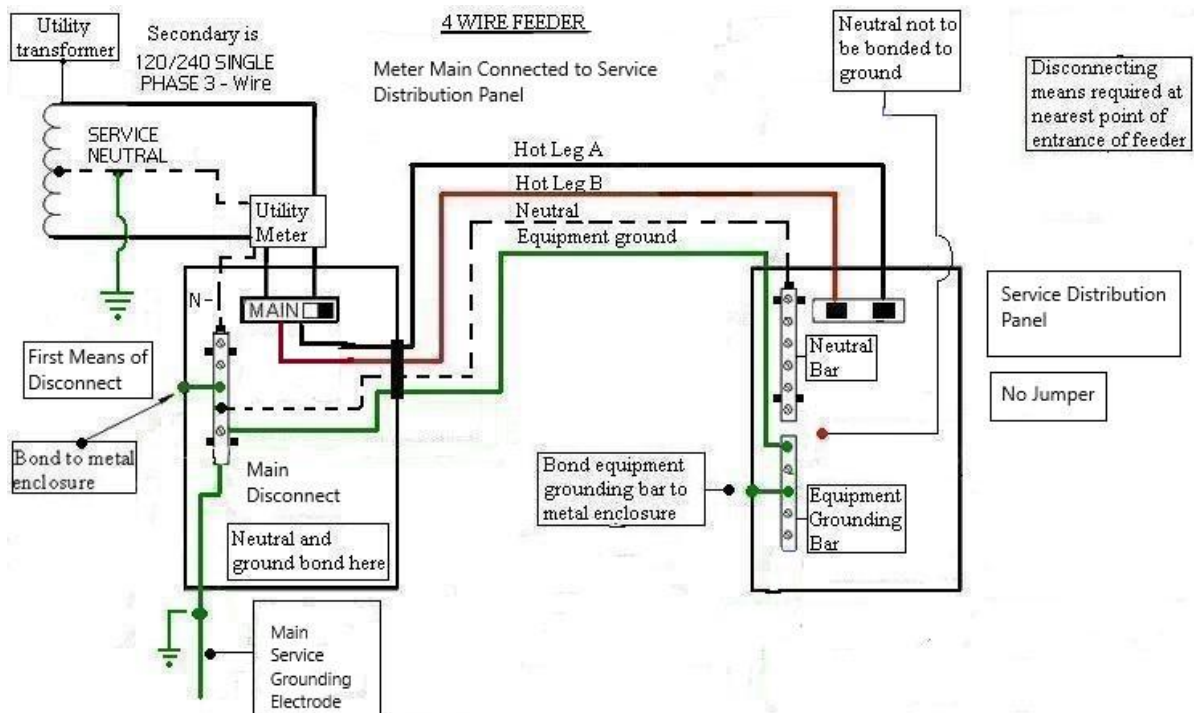 4 WIRE FEEDER
Utility
transformer
Secondary is
120/240 SINGLE
PHASE 3 - Wire
Meter Main Connected to Service
Distribution Panel
Neutral not to
be bonded to
ground
Disconnecting
means required at
nearest point of
entrance of feeder
SERVICE
NEUTRAL
Hot Leg A
Hot Leg B
Neutral
Equipment ground
Utility
Meter
N-
MAIN
First Means of
Disconnect
Bond to metal
enclosure
Main
Disconnect
Neutral and
ground bond here
Main
Service
Grounding
Electrode
Neutral
Bar
Service Distribution
Panel
No Jumper
Bond equipment
grounding bar to
metal enclosure
Equipment
Grounding
Bar